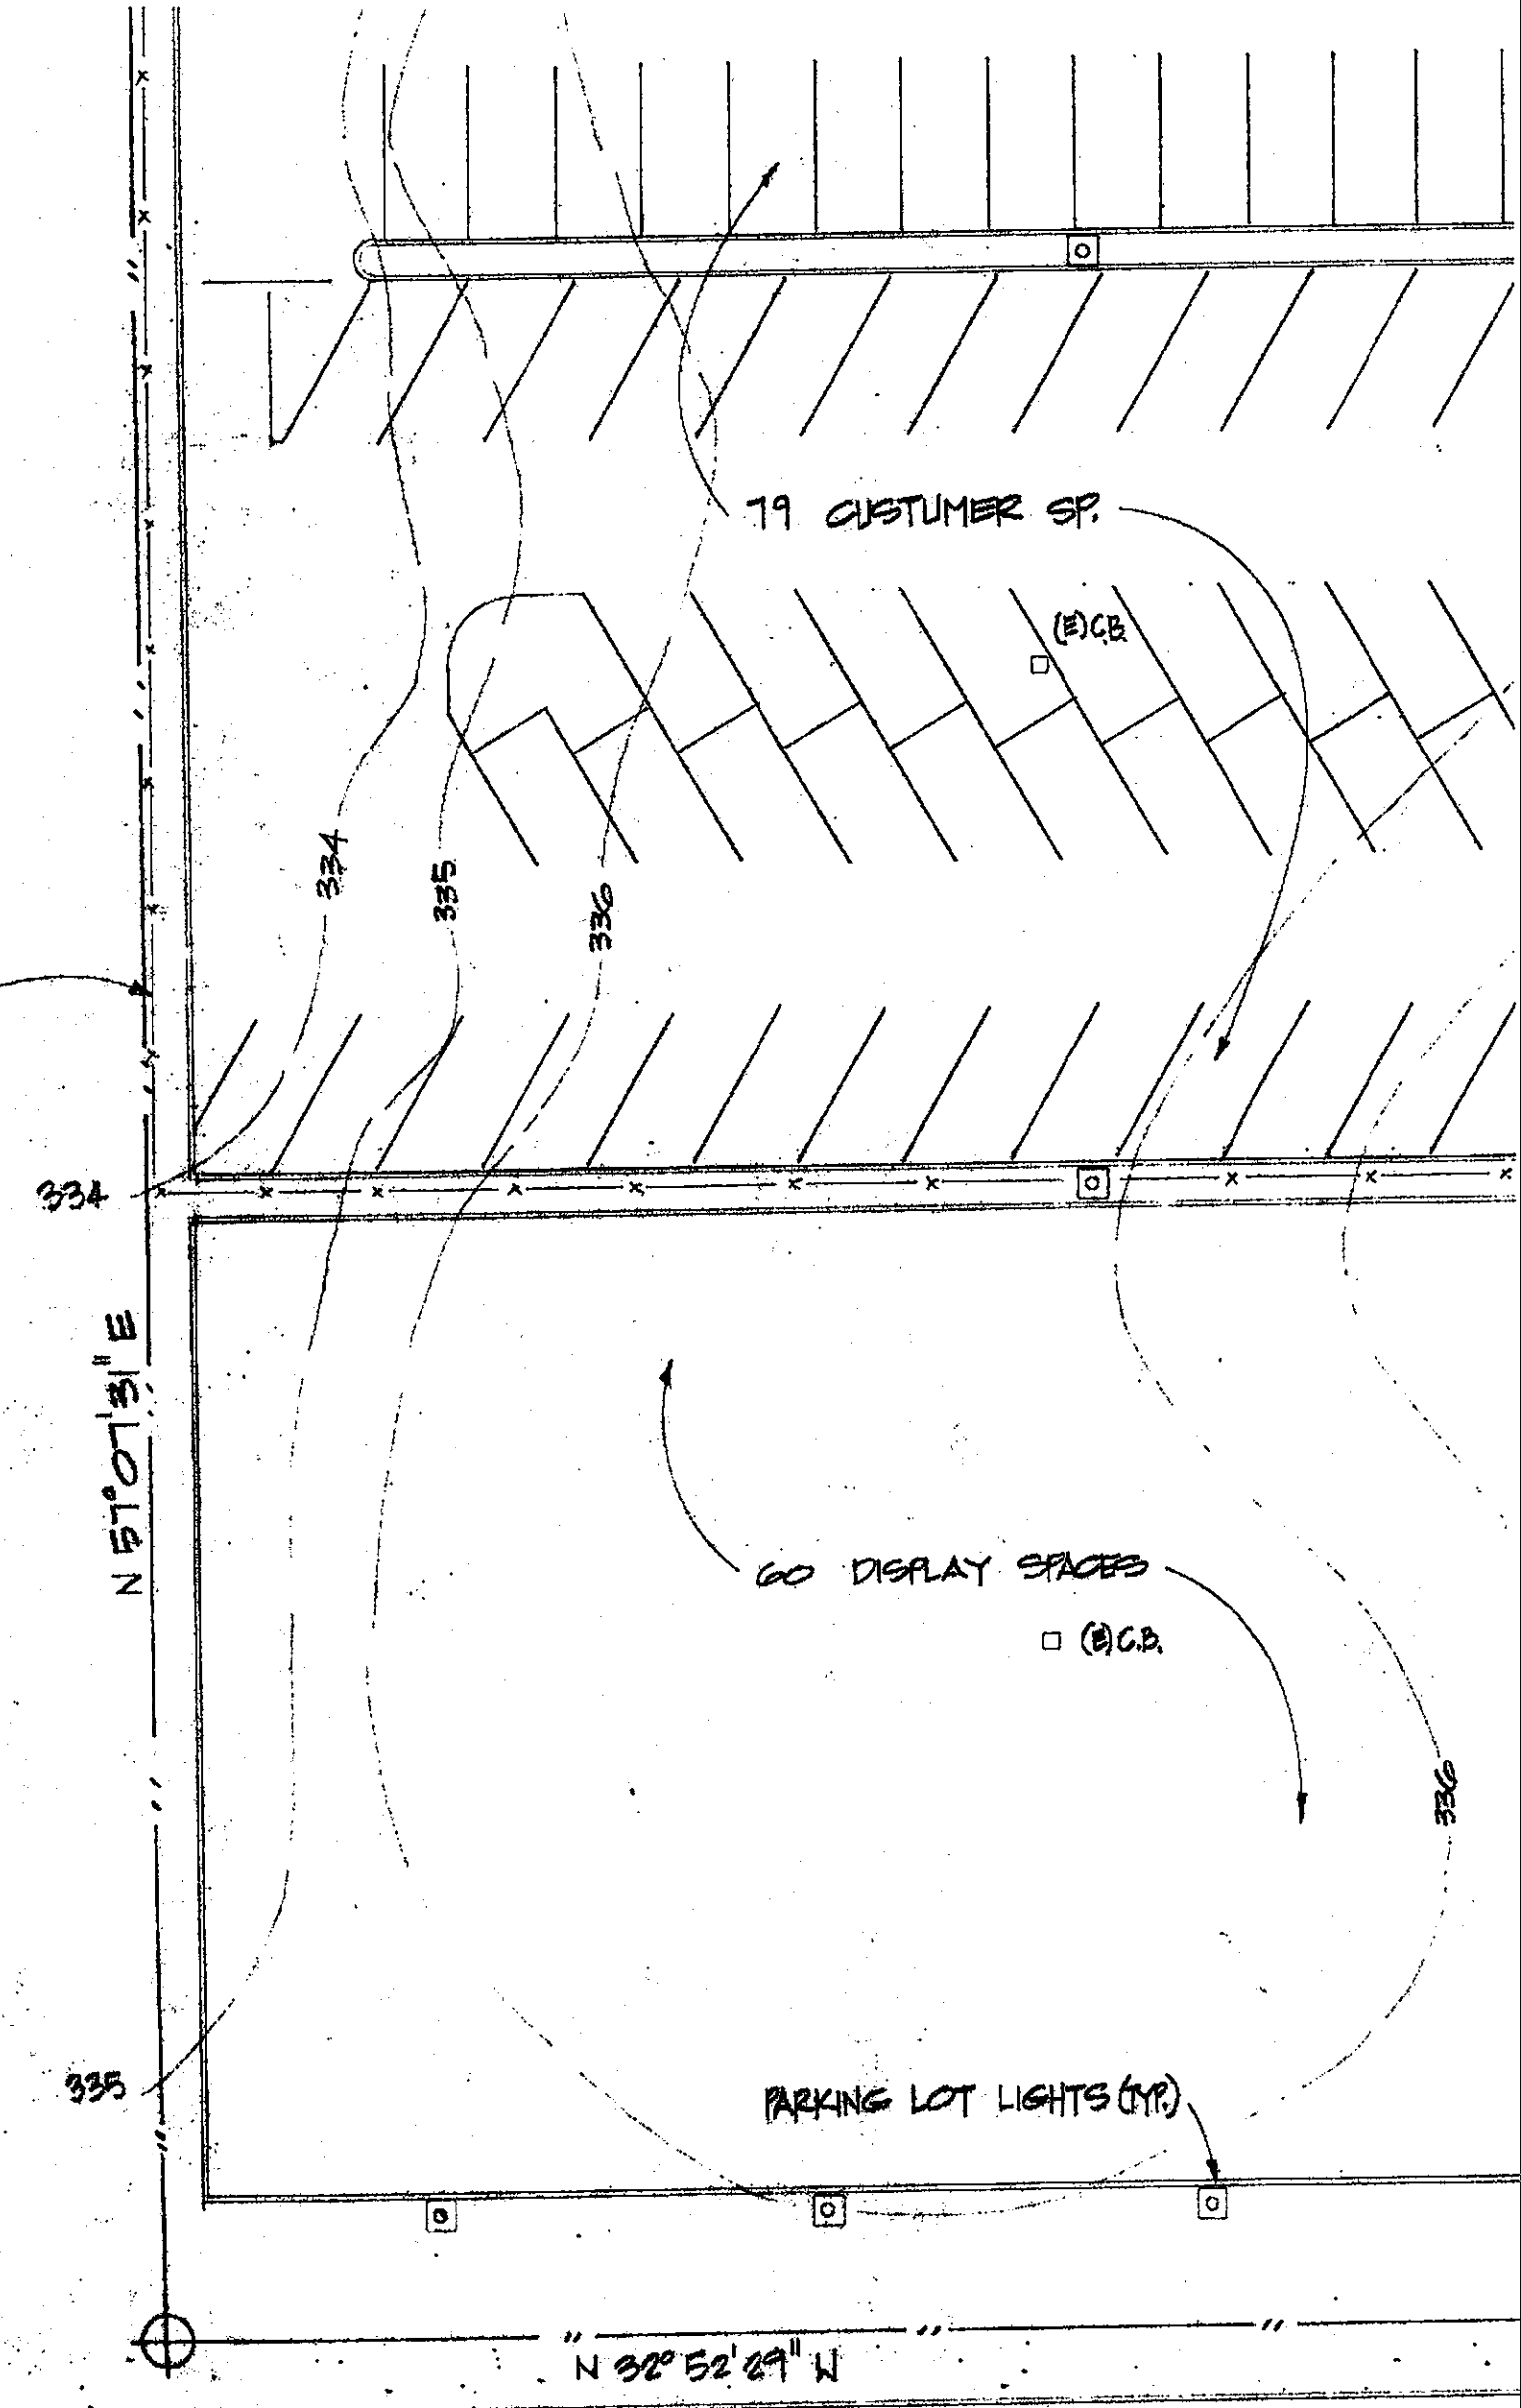 79 CUSTUMER SP.
(E) C.B.
334
335
336
334
N 57° 07' 31" E
60 DISPLAY SPACES
(E) C.B.
336
335
PARKING LOT LIGHTS (TYP.)
N 32° 52' 29" W